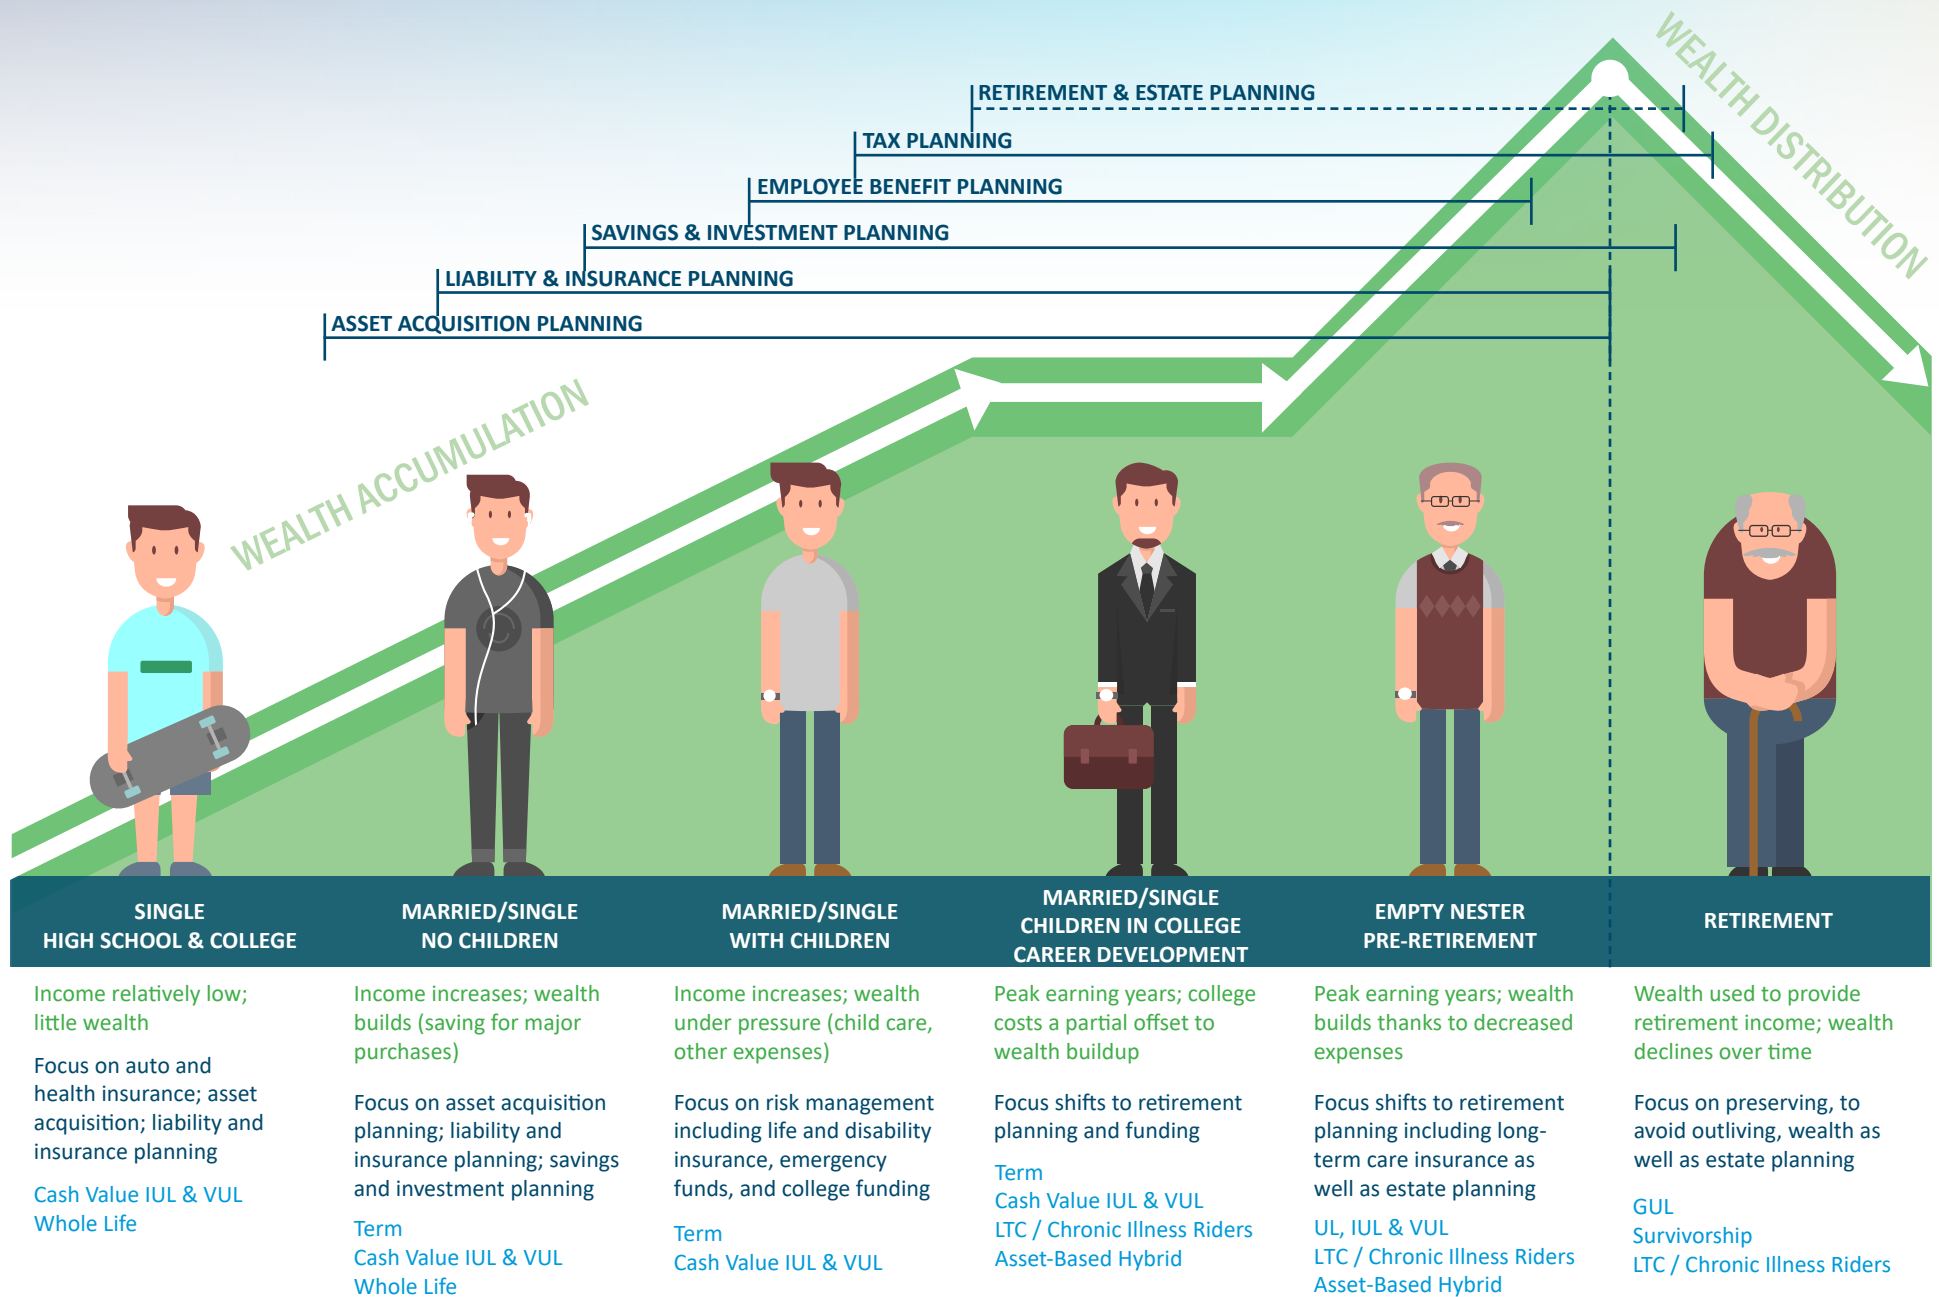 WEALTH DISTRIBUTION
RETIREMENT & ESTATE PLANNING
TAX PLANNING
EMPLOYEE BENEFIT PLANNING
SAVINGS & INVESTMENT PLANNING
LIABILITY & INSURANCE PLANNING
ASSET ACQUISITION PLANNING
WEALTH ACCUMULATION
SINGLE
HIGH SCHOOL & COLLEGE
Income relatively low;
little wealth
Focus on auto and
health insurance; asset
acquisition; liability and
insurance planning
Cash Value IUL & VUL
Whole Life
MARRIED/SINGLE
NO CHILDREN
Income increases; wealth
builds (saving for major
purchases)
Focus on asset acquisition
planning; liability and
insurance planning; savings
and investment planning
Term
Cash Value IUL & VUL
Whole Life
MARRIED/SINGLE
WITH CHILDREN
Income increases; wealth
under pressure (child care,
other expenses)
Focus on risk management
including life and disability
insurance, emergency
funds, and college funding
Term
Cash Value IUL & VUL
MARRIED/SINGLE
CHILDREN IN COLLEGE
CAREER DEVELOPMENT
Peak earning years; college
costs a partial offset to
wealth buildup
Focus shifts to retirement
planning and funding
Term
Cash Value IUL & VUL
LTC / Chronic Illness Riders
Asset-Based Hybrid
EMPTY NESTER
PRE-RETIREMENT
Peak earning years; wealth
builds thanks to decreased
expenses
Focus shifts to retirement
planning including long-
term care insurance as
well as estate planning
UL, IUL & VUL
LTC / Chronic Illness Riders
Asset-Based Hybrid
RETIREMENT
Wealth used to provide
retirement income; wealth
declines over time
Focus on preserving, to
avoid outliving, wealth as
well as estate planning
GUL
Survivorship
LTC / Chronic Illness Riders